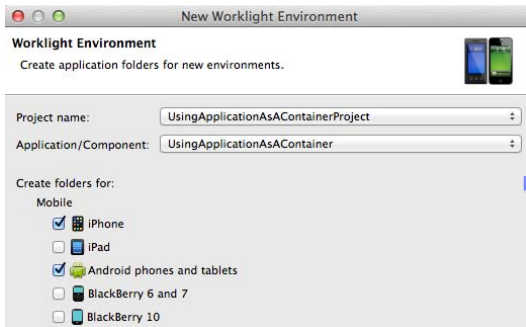 New Worklight Environment
Worklight Environment
Create application folders for new environments.
Project name: UsingApplicationAsAContainerProject
Application/Component: UsingApplicationAsAContainer
Create folders for:
Mobile
iPhone
iPad
Android phones and tablets
BlackBerry 6 and 7
BlackBerry 10